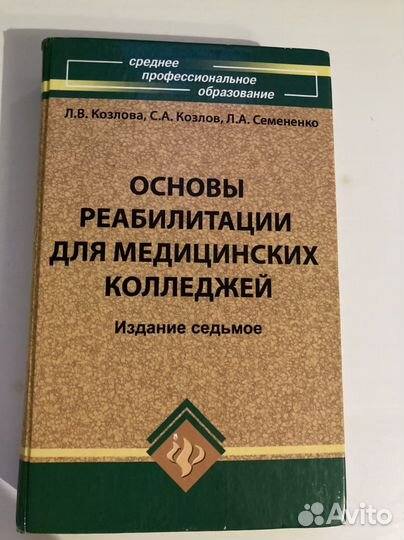 среднее
профессиональное
образование
Л.В. Козлова, С.А. Козлов, Л.А. Семененко
ОСНОВЫ
РЕАБИЛИТАЦИИ
ДЛЯ МЕДИЦИНСКИХ
КОЛЛЕДЖЕЙ
Издание седьмое
Avito